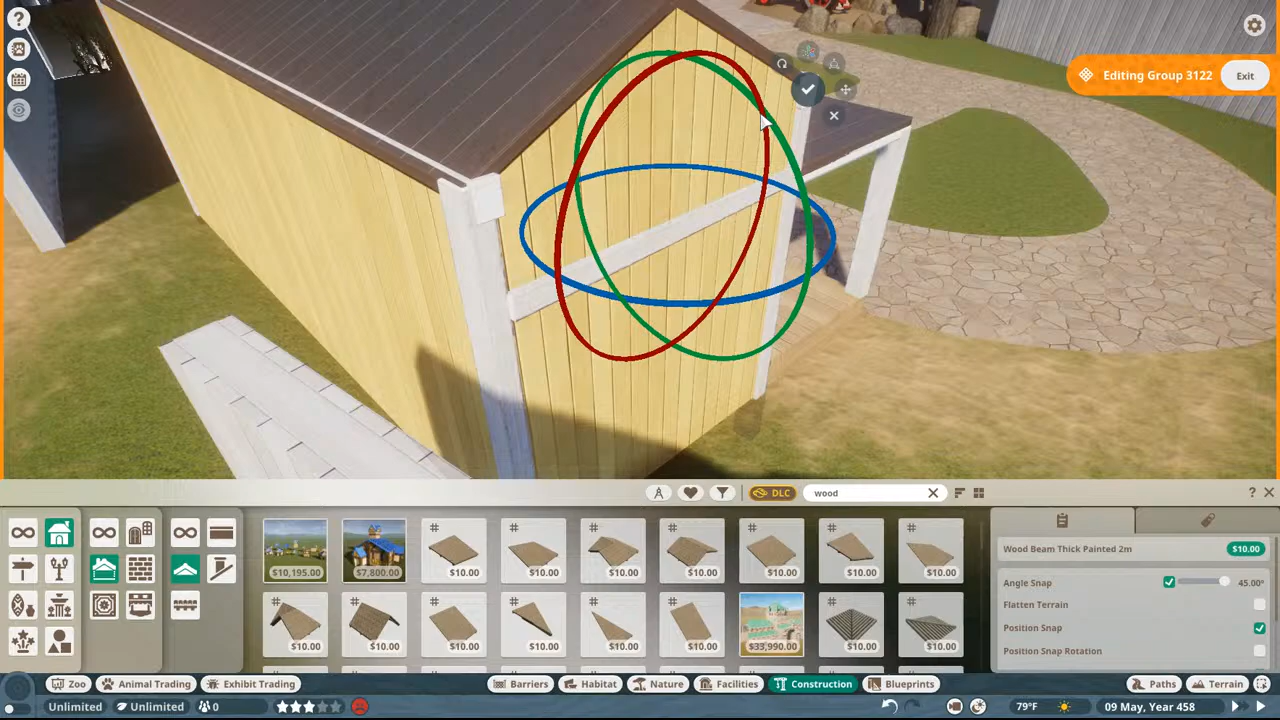 ?
Editing Group 3122 Exit
DLC wood
?
$10,195.00 $7,800.00 $10.00 $10.00 $10.00 $10.00 $10.00 $10.00 $10.00
$10.00 $10.00 $10.00 $10.00 $10.00 $10.00 $33,990.00 $10.00 $10.00
Wood Beam Thick Painted 2m $10.00
Angle Snap 45.00°
Flatten Terrain
Position Snap
Position Snap Rotation
Zoo Animal Trading Exhibit Trading Barriers Habitat Nature Facilities Construction Blueprints Paths Terrain
Unlimited Unlimited 0 79°F 09 May, Year 458